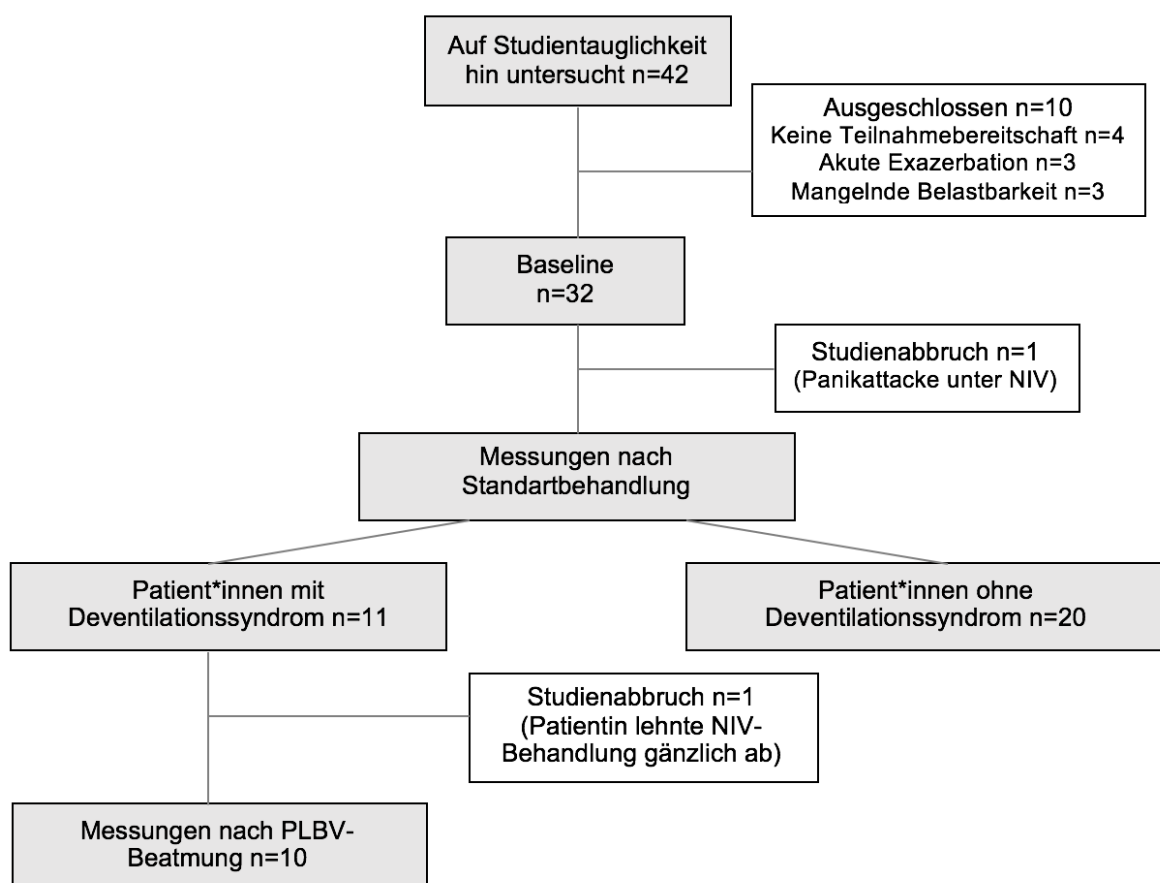 Auf Studientauglichkeit
hin untersucht n=42
Ausgeschlossen n=10
Keine Teilnahmebereitschaft n=4
Akute Exazerbation n=3
Mangelnde Belastbarkeit n=3
Baseline
n=32
Studienabbruch n=1
(Panikattacke unter NIV)
Messungen nach
Standartbehandlung
Patient*innen mit
Deventilationssyndrom n=11
Patient*innen ohne
Deventilationssyndrom n=20
Studienabbruch n=1
(Patientin lehnte NIV-
Behandlung gänzlich ab)
Messungen nach PLBV-
Beatmung n=10